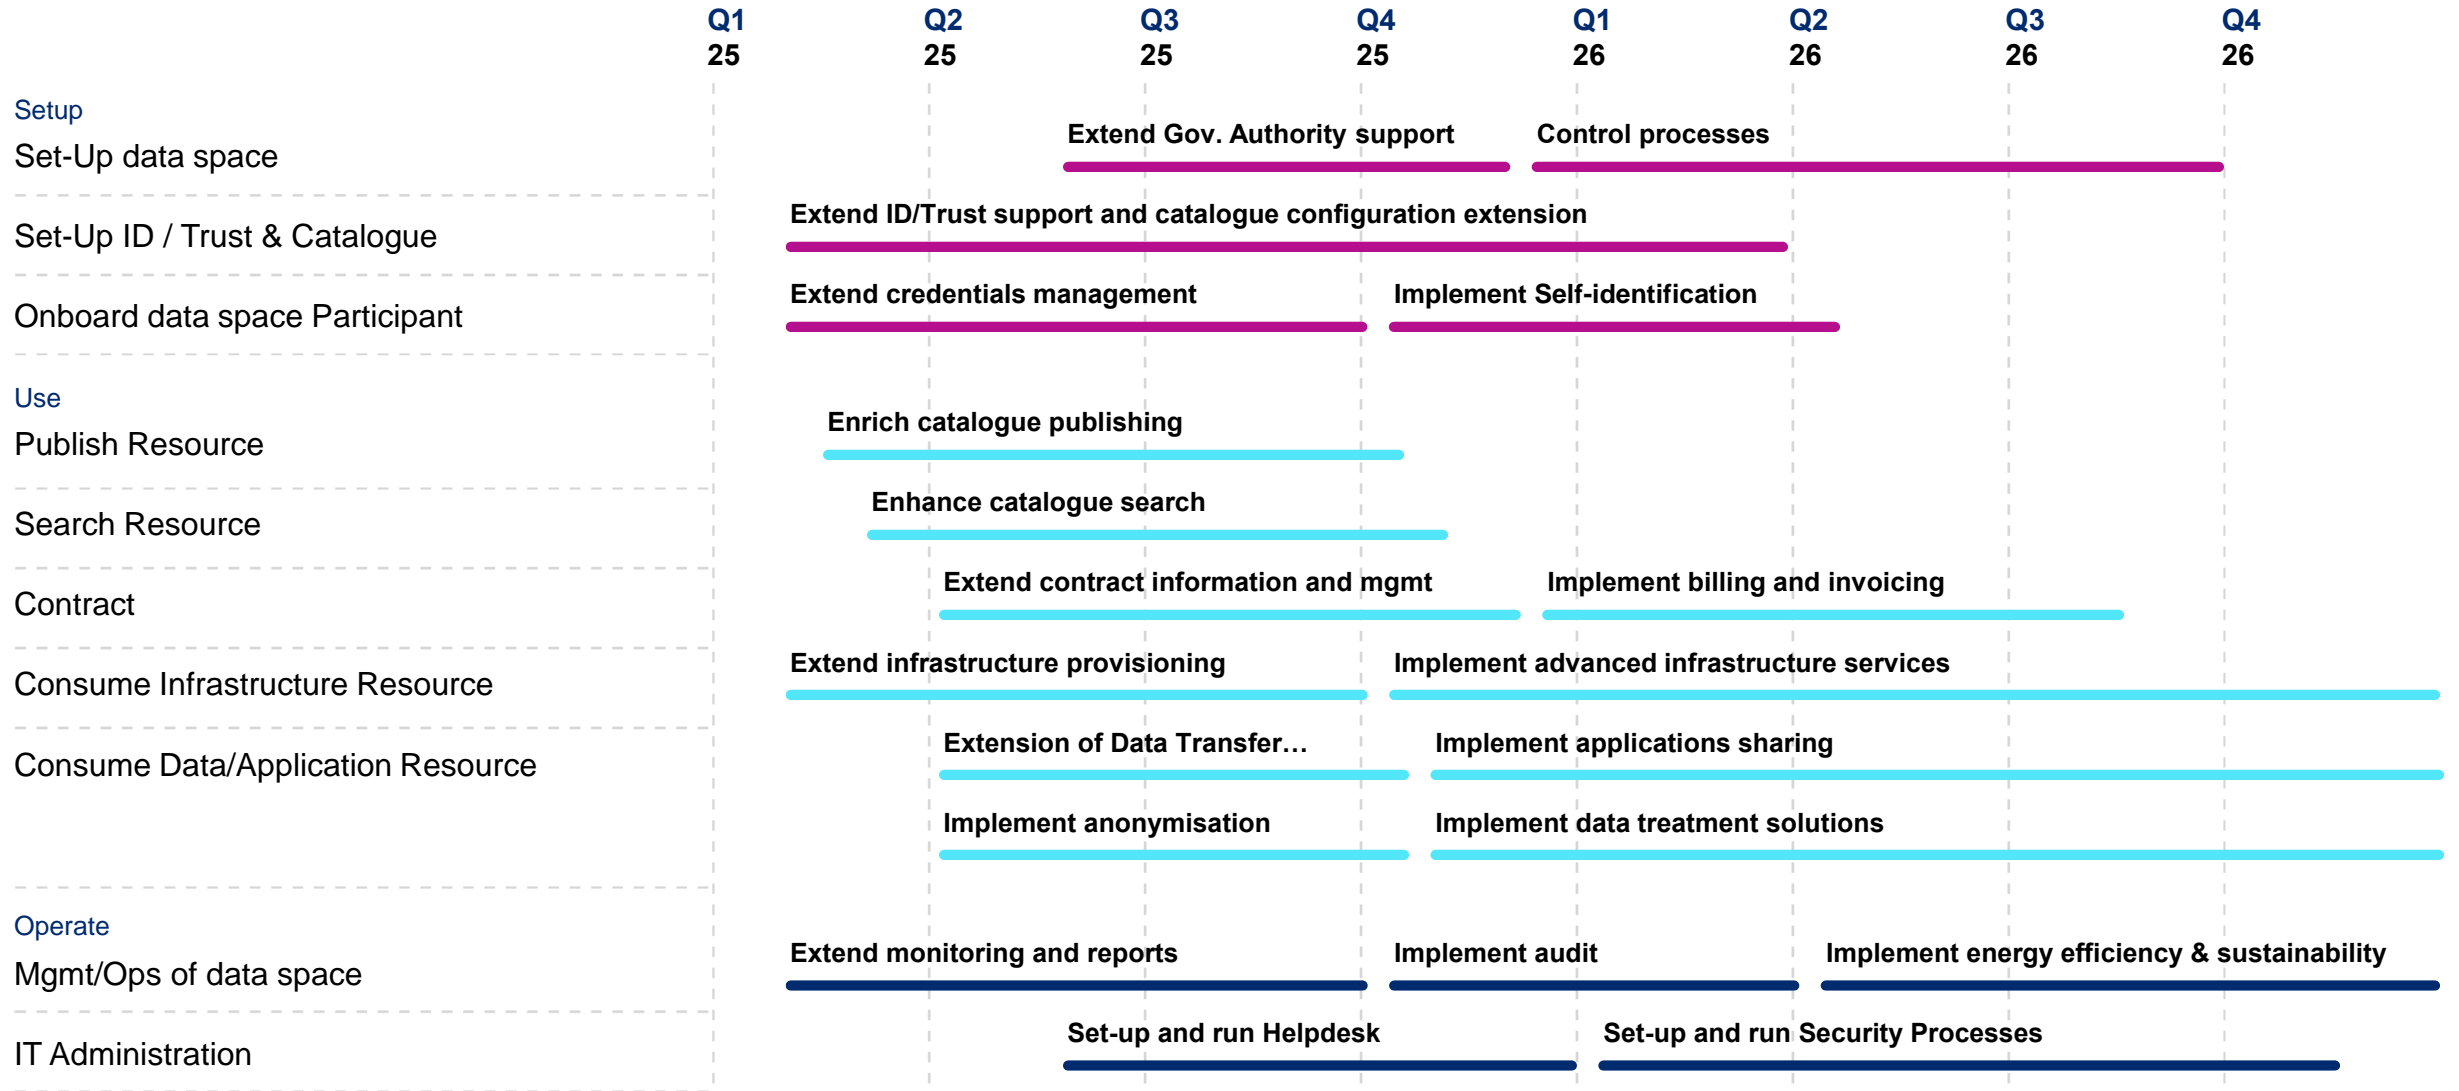 Q1 Q2 Q3 Q4 Q1 Q2 Q3 Q4
25 25 25 25 26 26 26 26
Setup
Set-Up data space
Extend Gov. Authority support
Control processes
Set-Up ID / Trust & Catalogue
Extend ID/Trust support and catalogue configuration extension
Onboard data space Participant
Extend credentials management
Implement Self-identification
Use
Publish Resource
Enrich catalogue publishing
Search Resource
Enhance catalogue search
Contract
Extend contract information and mgmt
Implement billing and invoicing
Consume Infrastructure Resource
Extend infrastructure provisioning
Implement advanced infrastructure services
Consume Data/Application Resource
Extension of Data Transfer…
Implement applications sharing
Implement anonymisation
Implement data treatment solutions
Operate
Mgmt/Ops of data space
Extend monitoring and reports
Implement audit
Implement energy efficiency & sustainability
IT Administration
Set-up and run Helpdesk
Set-up and run Security Processes